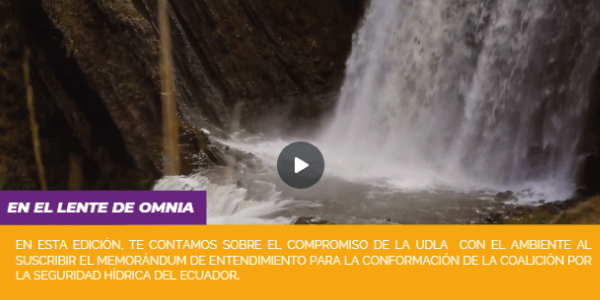 EN EL LENTE DE OMNIA
EN ESTA EDICIÓN, TE CONTAMOS SOBRE EL COMPROMISO DE LA UDLA CON EL AMBIENTE AL
SUSCRIBIR EL MEMORÁNDUM DE ENTENDIMIENTO PARA LA CONFORMACIÓN DE LA COALICIÓN POR
LA SEGURIDAD HÍDRICA DEL ECUADOR.